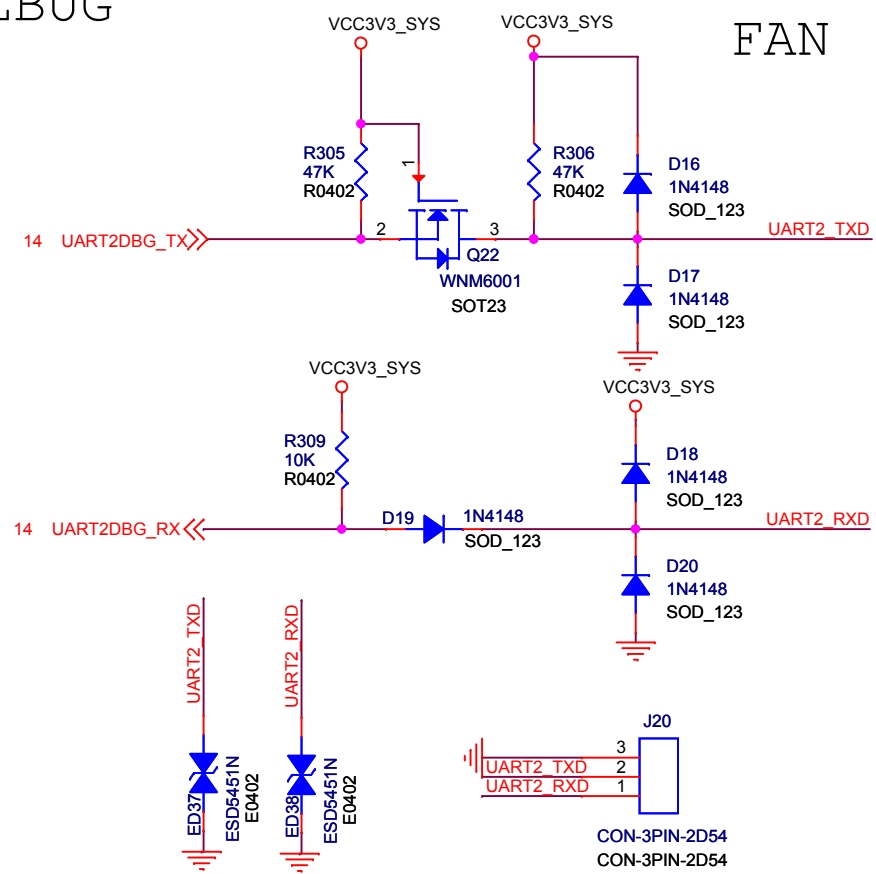 FAN
VCC3V3_SYS
VCC3V3_SYS
R305
47K
R0402
1
R306
47K
R0402
D16
1N4148
SOD_123
14 UART2DBG_TX
2
3
UART2_TXD
Q22
WNM6001
SOT23
D17
1N4148
SOD_123
VCC3V3_SYS
VCC3V3_SYS
R309
10K
R0402
D18
1N4148
SOD_123
14 UART2DBG_RX
D19
1N4148
SOD_123
UART2_RXD
D20
1N4148
SOD_123
UART2_TXD
UART2_RXD
ED37
ESD5451N
E0402
ED38
ESD5451N
E0402
J20
3
UART2_TXD 2
UART2_RXD 1
CON-3PIN-2D54
CON-3PIN-2D54